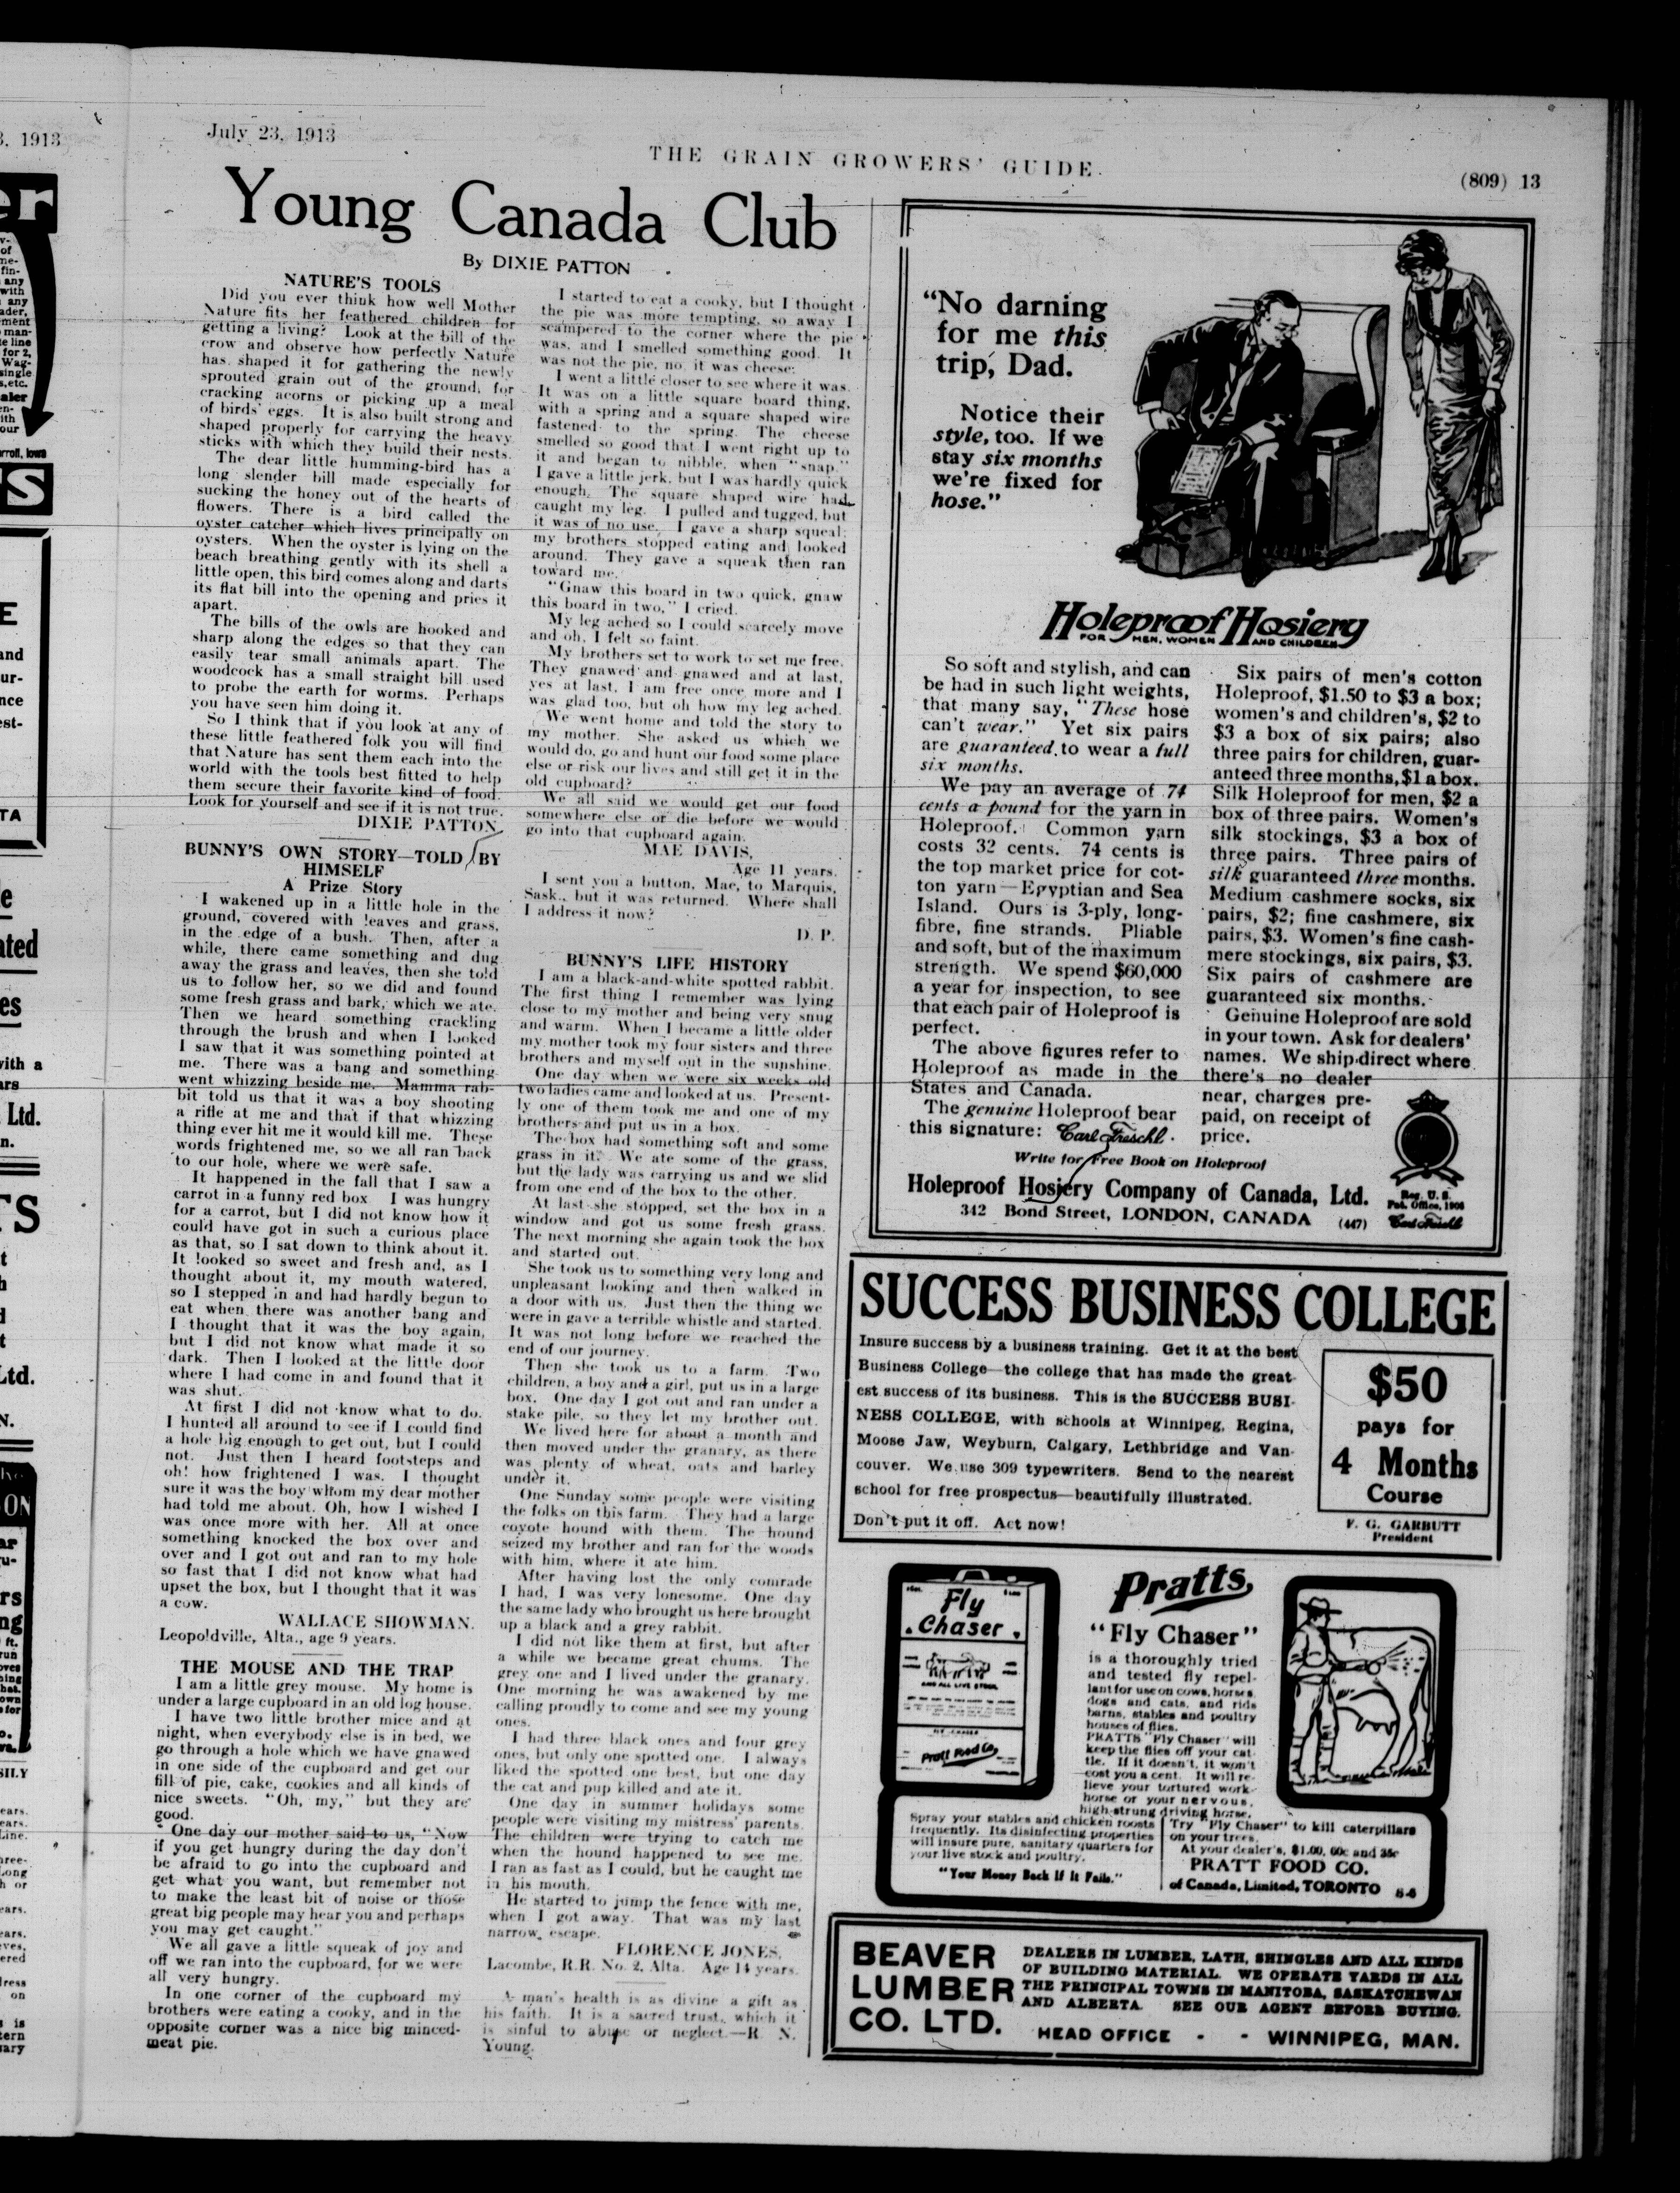 July 23, 1913
THE GRAIN GROWERS' GUIDE
(809) 13
Young Canada Club
By DIXIE PATTON
NATURE'S TOOLS
Did you ever think how well Mother
Nature fits her feathered children for
getting a living? Look at the bill of the
crow and observe how perfectly Nature
has shaped it for gathering the newly
sprouted grain out of the ground, for
cracking acorns or picking up a meal
of birds' eggs. It is also built strong and
shaped properly for carrying the heavy
sticks with which they build their nests.
The dear little humming-bird has a
long slender bill made especially for
sucking the honey out of the hearts of
flowers. There is a bird called the
oyster catcher which lives principally on
oysters. When the oyster is lying on the
beach breathing gently with its shell a
little open, this bird comes along and darts
its flat bill into the opening and pries it
apart.
The bills of the owls are hooked and
sharp along the edges so that they can
easily tear small animals apart. The
woodcock has a small straight bill used
to probe the earth for worms. Perhaps
you have seen him doing it.
So I think that if you look at any of
these little feathered folk you will find
that Nature has sent them each into the
world with the tools best fitted to help
them secure their favorite kind of food.
Look for yourself and see if it is not true.
DIXIE PATTON
BUNNY'S OWN STORY—TOLD BY
HIMSELF
A Prize Story
I wakened up in a little hole in the
ground, covered with leaves and grass,
in the edge of a bush. Then, after a
while, there came something and dug
away the grass and leaves, then she told
us to follow her, so we did and found
some fresh grass and bark, which we ate.
Then we heard something crackling
through the brush and when I looked
I saw that it was something pointed at
me. There was a bang and something
went whizzing beside me. Mamma rab-
bit told us that it was a boy shooting
a rifle at me and that if that whizzing
thing ever hit me it would kill me. These
words frightened me, so we all ran back
to our hole, where we were safe.
It happened in the fall that I saw a
carrot in a funny red box I was hungry
for a carrot, but I did not know how it
could have got in such a curious place
as that, so I sat down to think about it.
It looked so sweet and fresh and, as I
thought about it, my mouth watered,
so I stepped in and had hardly begun to
eat when there was another bang and
I thought that it was the boy again,
but I did not know what made it so
dark. Then I looked at the little door
where I had come in and found that it
was shut.
At first I did not know what to do.
I hunted all around to see if I could find
a hole big enough to get out, but I could
not. Just then I heard footsteps and
oh! how frightened I was. I thought
sure it was the boy whom my dear mother
had told me about. Oh, how I wished I
was once more with her. All at once
something knocked the box over and
over and I got out and ran to my hole
so fast that I did not know what had
upset the box, but I thought that it was
a cow.
WALLACE SHOWMAN.
Leopoldville, Alta., age 9 years.
THE MOUSE AND THE TRAP
I am a little grey mouse. My home is
under a large cupboard in an old log house.
I have two little brother mice and at
night, when everybody else is in bed, we
go through a hole which we have gnawed
in one side of the cupboard and get our
fill of pie, cake, cookies and all kinds of
nice sweets. "Oh, my," but they are
good.
One day our mother said to us, "Now
if you get hungry during the day don't
be afraid to go into the cupboard and
get what you want, but remember not
to make the least bit of noise or those
great big people may hear you and perhaps
you may get caught."
We all gave a little squeak of joy and
off we ran into the cupboard, for we were
all very hungry.
In one corner of the cupboard my
brothers were eating a cooky, and in the
opposite corner was a nice big minced-
meat pie.
I started to eat a cooky, but I thought
the pie was more tempting, so away I
scampered to the corner where the pie
was, and I smelled something good. It
was not the pie, no, it was cheese.
I went a little closer to see where it was.
It was on a little square board thing,
with a spring and a square shaped wire
fastened to the spring. The cheese
smelled so good that I went right up to
it and began to nibble, when "snap."
I gave a little jerk, but I was hardly quick
enough. The square shaped wire had
caught my leg. I pulled and tugged, but
it was of no use. I gave a sharp squeal;
my brothers stopped eating and looked
around. They gave a squeak then ran
toward me.
"Gnaw this board in two quick, gnaw
this board in two," I cried.
My leg ached so I could scarcely move
and oh, I felt so faint.
My brothers set to work to set me free.
They gnawed and gnawed and at last,
yes at last, I am free once more and I
was glad too, but oh how my leg ached.
We went home and told the story to
my mother. She asked us which we
would do, go and hunt our food some place
else or risk our lives and still get it in the
old cupboard?
We all said we would get our food
somewhere else or die before we would
go into that cupboard again.
MAE DAVIS,
Age 11 years.
I sent you a button, Mae, to Marquis,
Sask., but it was returned. Where shall
I address it now?
D. P.
BUNNY'S LIFE HISTORY
I am a black-and-white spotted rabbit.
The first thing I remember was lying
close to my mother and being very snug
and warm. When I became a little older
my mother took my four sisters and three
brothers and myself out in the sunshine.
One day when we were six weeks old
two ladies came and looked at us. Present-
ly one of them took me and one of my
brothers and put us in a box.
The box had something soft and some
grass in it. We ate some of the grass,
but the lady was carrying us and we slid
from one end of the box to the other.
At last she stopped, set the box in a
window and got us some fresh grass.
The next morning she again took the box
and started out.
She took us to something very long and
unpleasant looking and then walked in
a door with us. Just then the thing we
were in gave a terrible whistle and started.
It was not long before we reached the
end of our journey.
Then she took us to a farm. Two
children, a boy and a girl, put us in a large
box. One day I got out and ran under a
stake pile, so they let my brother out.
We lived here for about a month and
then moved under the granary, as there
was plenty of wheat, oats and barley
under it.
One Sunday some people were visiting
the folks on this farm. They had a large
coyote hound with them. The hound
seized my brother and ran for the woods
with him, where it ate him.
After having lost the only comrade
I had, I was very lonesome. One day
the same lady who brought us here brought
up a black and a grey rabbit.
I did not like them at first, but after
a while we became great chums. The
grey one and I lived under the granary.
One morning he was awakened by me
calling proudly to come and see my young
ones.
I had three black ones and four grey
ones, but only one spotted one. I always
liked the spotted one best, but one day
the cat and pup killed and ate it.
One day in summer holidays some
people were visiting my mistress' parents.
The children were trying to catch me
when the hound happened to see me.
I ran as fast as I could, but he caught me
in his mouth.
He started to jump the fence with me,
when I got away. That was my last
narrow escape.
FLORENCE JONES,
Lacombe, R.R. No. 2, Alta. Age 14 years.
A man's health is as divine a gift as
his faith. It is a sacred trust, which it
is sinful to abuse or neglect.—R. N.
Young.
"No darning
for me this
trip, Dad.
Notice their
style, too. If we
stay six months
we're fixed for
hose."
Holeproof Hosiery
FOR MEN, WOMEN AND CHILDREN
So soft and stylish, and can
be had in such light weights,
that many say, "These hose
can't wear." Yet six pairs
are guaranteed to wear a full
six months.
We pay an average of 74
cents a pound for the yarn in
Holeproof. Common yarn
costs 32 cents. 74 cents is
the top market price for cot-
ton yarn—Egyptian and Sea
Island. Ours is 3-ply, long-
fibre, fine strands. Pliable
and soft, but of the maximum
strength. We spend $60,000
a year for inspection, to see
that each pair of Holeproof is
perfect.
The above figures refer to
Holeproof as made in the
States and Canada.
The genuine Holeproof bear
this signature: Carl Freschl.
Six pairs of men's cotton
Holeproof, $1.50 to $3 a box;
women's and children's, $2 to
$3 a box of six pairs; also
three pairs for children, guar-
anteed three months, $1 a box.
Silk Holeproof for men, $2 a
box of three pairs. Women's
silk stockings, $3 a box of
three pairs. Three pairs of
silk guaranteed three months.
Medium cashmere socks, six
pairs, $2; fine cashmere, six
pairs, $3. Women's fine cash-
mere stockings, six pairs, $3.
Six pairs of cashmere are
guaranteed six months.
Genuine Holeproof are sold
in your town. Ask for dealers'
names. We ship direct where
there's no dealer
near, charges pre-
paid, on receipt of
price.
Write for Free Book on Holeproof
Holeproof Hosiery Company of Canada, Ltd.
342 Bond Street, LONDON, CANADA (447)
Reg. U. S.
Pat. Office, 1906
Carl Freschl
SUCCESS BUSINESS COLLEGE
Insure success by a business training. Get it at the best
Business College—the college that has made the great-
est success of its business. This is the SUCCESS BUSI-
NESS COLLEGE, with schools at Winnipeg, Regina,
Moose Jaw, Weyburn, Calgary, Lethbridge and Van-
couver. We use 309 typewriters. Send to the nearest
school for free prospectus—beautifully illustrated.
Don't put it off. Act now!
$50
pays for
4 Months
Course
F. G. GARBUTT
President
Fly
Chaser
AND ALL LIVE STOCK
Pratt Food Co.
Pratts,
"Fly Chaser"
is a thoroughly tried
and tested fly repel-
lant for use on cows, horses,
dogs and cats, and rids
barns, stables and poultry
houses of flies.
PRATTS "Fly Chaser" will
keep the flies off your cat-
tle. If it doesn't, it won't
cost you a cent. It will re-
lieve your tortured work-
horse or your nervous,
high-strung driving horse.
Spray your stables and chicken roosts
frequently. Its disinfecting properties
will insure pure, sanitary quarters for
your live stock and poultry.
"Your Money Back If It Fails."
Try "Fly Chaser" to kill caterpillars
on your trees.
At your dealer's, $1.00, 60c and 35c
PRATT FOOD CO.
of Canada, Limited, TORONTO S-6
BEAVER
LUMBER
CO. LTD.
DEALERS IN LUMBER, LATH, SHINGLES AND ALL KINDS
OF BUILDING MATERIAL. WE OPERATE YARDS IN ALL
THE PRINCIPAL TOWNS IN MANITOBA, SASKATCHEWAN
AND ALBERTA. SEE OUR AGENT BEFORE BUYING.
HEAD OFFICE - - WINNIPEG, MAN.